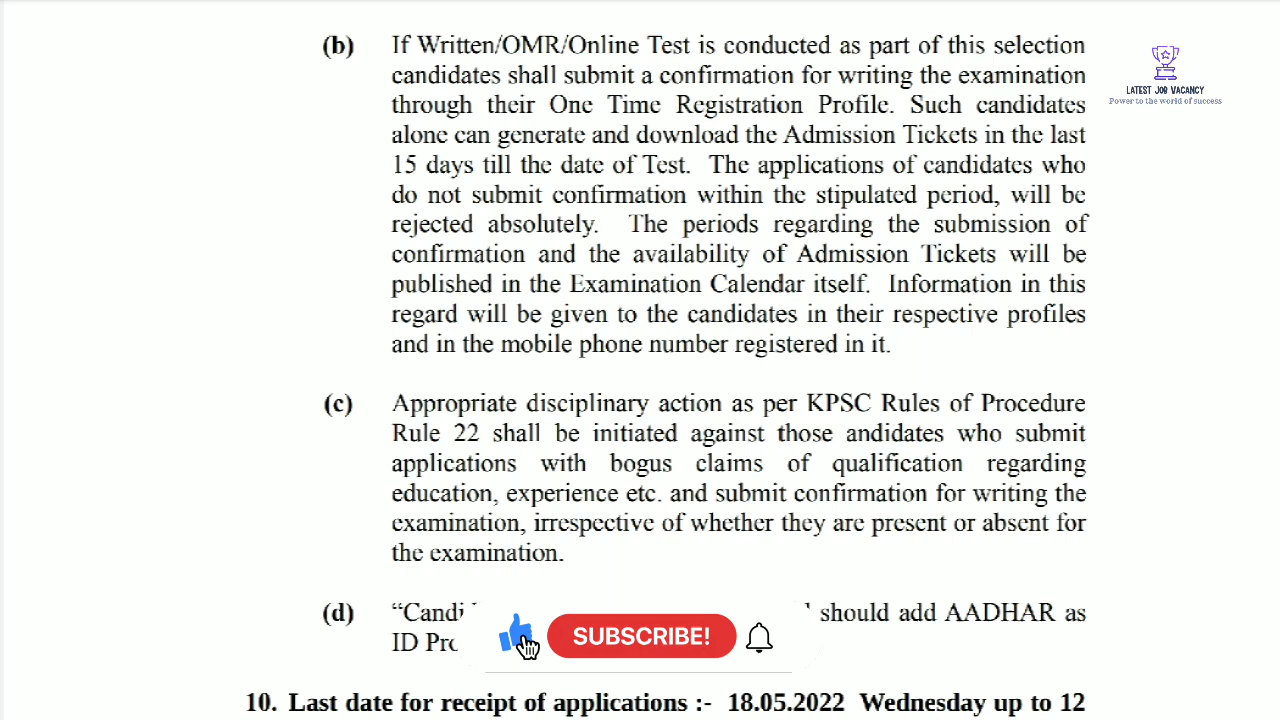 (b) If Written/OMR/Online Test is conducted as part of this selection
candidates shall submit a confirmation for writing the examination
through their One Time Registration Profile. Such candidates
alone can generate and download the Admission Tickets in the last
15 days till the date of Test. The applications of candidates who
do not submit confirmation within the stipulated period, will be
rejected absolutely. The periods regarding the submission of
confirmation and the availability of Admission Tickets will be
published in the Examination Calendar itself. Information in this
regard will be given to the candidates in their respective profiles
and in the mobile phone number registered in it.
LATEST JOB VACANCY
Power to the world of success
(c) Appropriate disciplinary action as per KPSC Rules of Procedure
Rule 22 shall be initiated against those andidates who submit
applications with bogus claims of qualification regarding
education, experience etc. and submit confirmation for writing the
examination, irrespective of whether they are present or absent for
the examination.
(d) should add AADHAR as
ID
SUBSCRIBE!
10. Last date for receipt of applications :- 18.05.2022 Wednesday up to 12